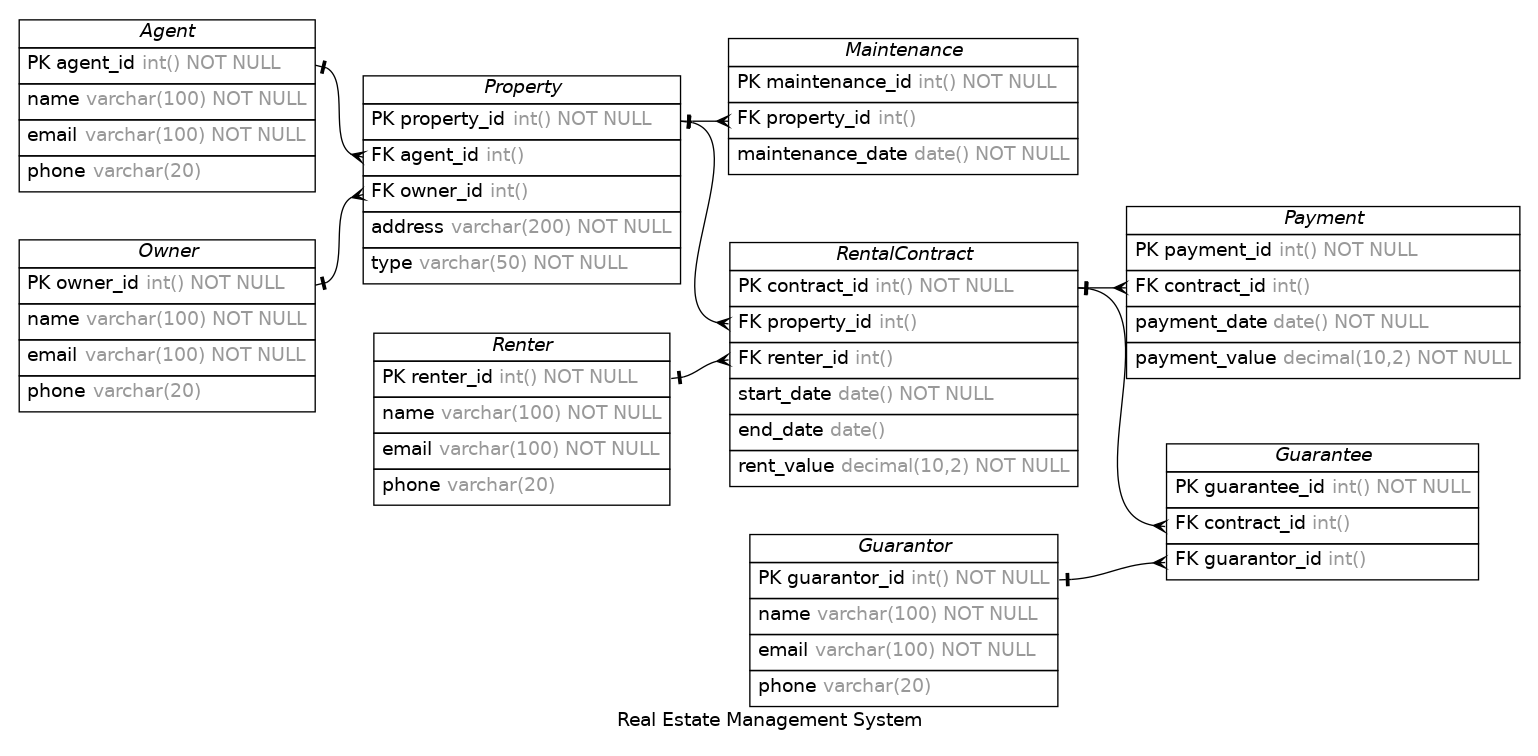 Agent
PK agent_id int() NOT NULL
name varchar(100) NOT NULL
email varchar(100) NOT NULL
phone varchar(20)
Owner
PK owner_id int() NOT NULL
name varchar(100) NOT NULL
email varchar(100) NOT NULL
phone varchar(20)
Property
PK property_id int() NOT NULL
FK agent_id int()
FK owner_id int()
address varchar(200) NOT NULL
type varchar(50) NOT NULL
Renter
PK renter_id int() NOT NULL
name varchar(100) NOT NULL
email varchar(100) NOT NULL
phone varchar(20)
Maintenance
PK maintenance_id int() NOT NULL
FK property_id int()
maintenance_date date() NOT NULL
RentalContract
PK contract_id int() NOT NULL
FK property_id int()
FK renter_id int()
start_date date() NOT NULL
end_date date()
rent_value decimal(10,2) NOT NULL
Guarantor
PK guarantor_id int() NOT NULL
name varchar(100) NOT NULL
email varchar(100) NOT NULL
phone varchar(20)
Payment
PK payment_id int() NOT NULL
FK contract_id int()
payment_date date() NOT NULL
payment_value decimal(10,2) NOT NULL
Guarantee
PK guarantee_id int() NOT NULL
FK contract_id int()
FK guarantor_id int()
Real Estate Management System